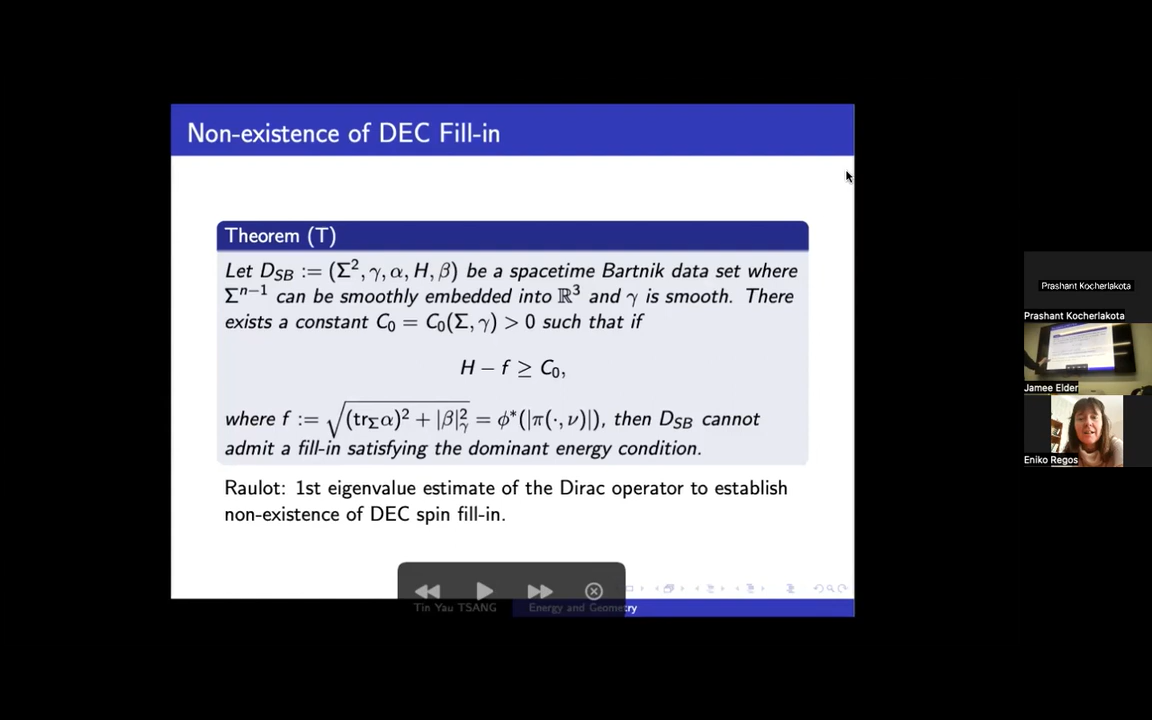 Non-existence of DEC Fill-in
Theorem (T)
Let D_SB := (Σ², γ, α, H, β) be a spacetime Bartnik data set where
Σⁿ⁻¹ can be smoothly embedded into ℝ³ and γ is smooth. There
exists a constant C₀ = C₀(Σ, γ) > 0 such that if
H − f ≥ C₀,
where f := √((tr_Σ α)² + |β|²_γ) = ϕ*(|π(·, ν)|), then D_SB cannot
admit a fill-in satisfying the dominant energy condition.
Raulot: 1st eigenvalue estimate of the Dirac operator to establish
non-existence of DEC spin fill-in.
Tin Yau TSANG
Energy and Geometry
Prashant Kocherlakota
Prashant Kocherlakota
Jamee Elder
Eniko Regos